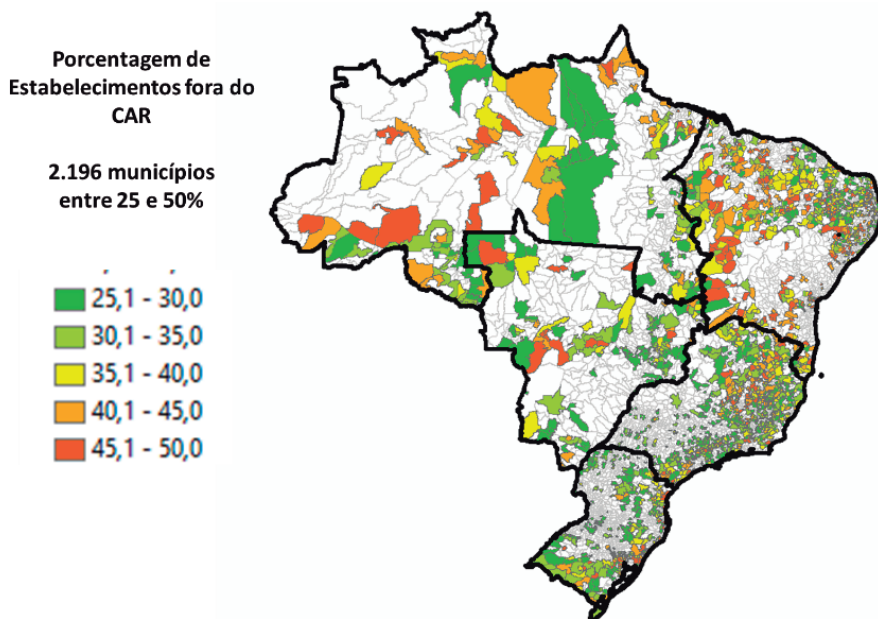 Porcentagem de
Estabelecimentos fora do
CAR
2.196 municípios
entre 25 e 50%
25,1 - 30,0
30,1 - 35,0
35,1 - 40,0
40,1 - 45,0
45,1 - 50,0